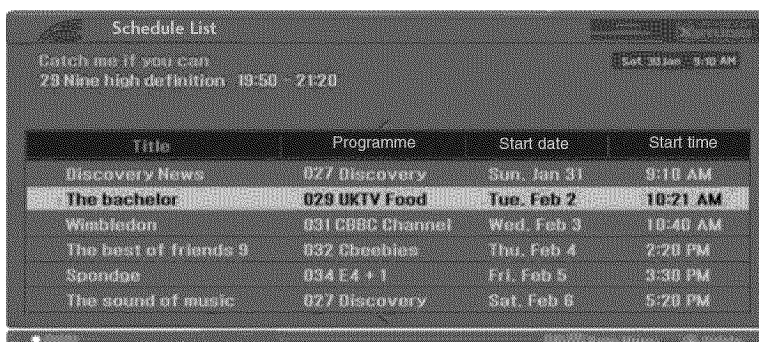 Schedule List
Catch me if you can
Sat 30 Jan 9:10 AM
29 Nine high definition 19:50 - 21:20
Title Programme Start date Start time
Discovery News 027 Discovery Sun, Jan 31 9:10 AM
The bachelor 029 UKTV Food Tue, Feb 2 10:21 AM
Wimbledon 031 CBBC Channel Wed, Feb 3 10:40 AM
The best of friends 9 032 Cbeebies Thu, Feb 4 2:20 PM
Spondge 034 E4 + 1 Fri, Feb 5 3:30 PM
The sound of music 027 Discovery Sat, Feb 6 5:20 PM